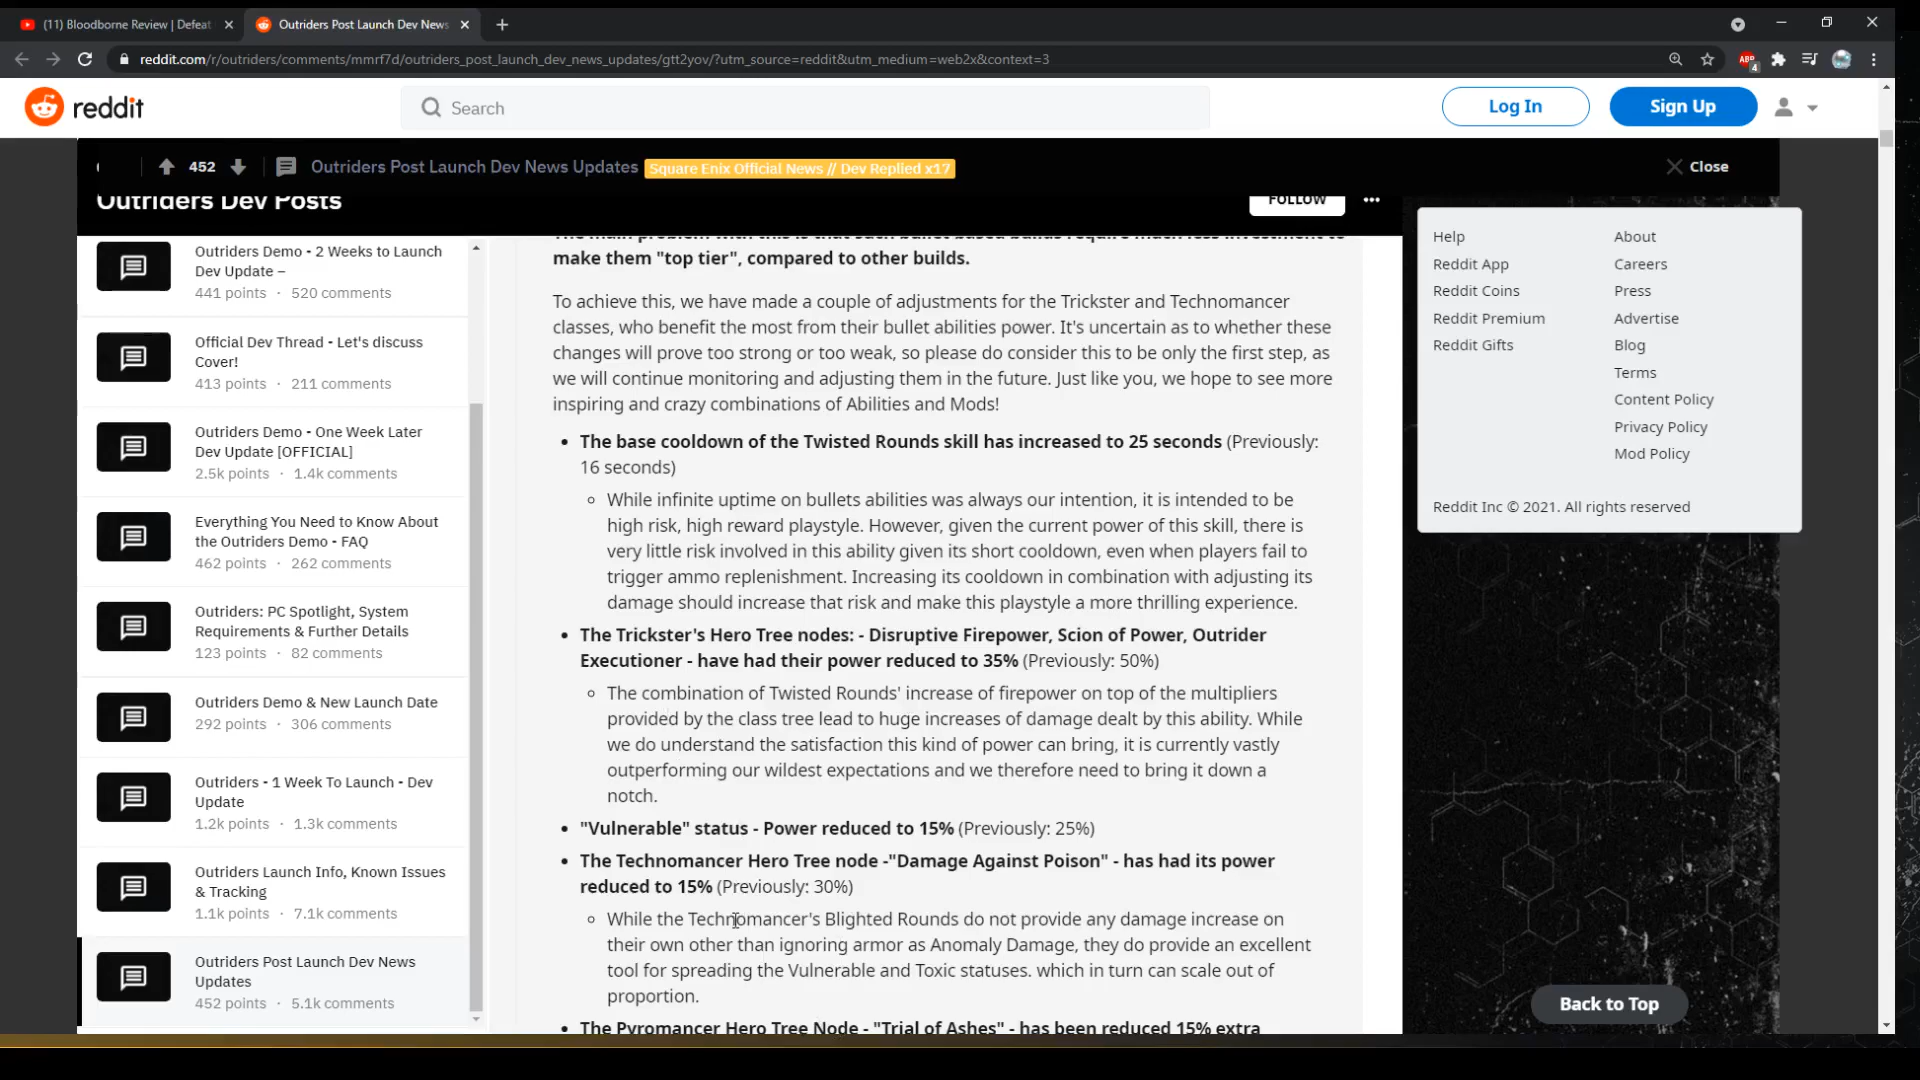 (11) Bloodborne Review | Defeat
Outriders Post Launch Dev News
reddit.com/r/outriders/comments/mmrf7d/outriders_post_launch_dev_news_updates/gtt2yov/?utm_source=reddit&utm_medium=web2x&context=3
ABP
4
reddit
Search
Log In
Sign Up
452
Outriders Post Launch Dev News Updates
Square Enix Official News // Dev Replied x17
Close
Outriders Dev Posts
FOLLOW
Outriders Demo - 2 Weeks to Launch
Dev Update –
441 points · 520 comments
Official Dev Thread - Let's discuss
Cover!
413 points · 211 comments
Outriders Demo - One Week Later
Dev Update [OFFICIAL]
2.5k points · 1.4k comments
Everything You Need to Know About
the Outriders Demo - FAQ
462 points · 262 comments
Outriders: PC Spotlight, System
Requirements & Further Details
123 points · 82 comments
Outriders Demo & New Launch Date
292 points · 306 comments
Outriders - 1 Week To Launch - Dev
Update
1.2k points · 1.3k comments
Outriders Launch Info, Known Issues
& Tracking
1.1k points · 7.1k comments
Outriders Post Launch Dev News
Updates
452 points · 5.1k comments
The main problem with this is that such bullet based builds require much less investment to
make them "top tier", compared to other builds.
To achieve this, we have made a couple of adjustments for the Trickster and Technomancer
classes, who benefit the most from their bullet abilities power. It's uncertain as to whether these
changes will prove too strong or too weak, so please do consider this to be only the first step, as
we will continue monitoring and adjusting them in the future. Just like you, we hope to see more
inspiring and crazy combinations of Abilities and Mods!
• The base cooldown of the Twisted Rounds skill has increased to 25 seconds (Previously:
16 seconds)
○ While infinite uptime on bullets abilities was always our intention, it is intended to be
high risk, high reward playstyle. However, given the current power of this skill, there is
very little risk involved in this ability given its short cooldown, even when players fail to
trigger ammo replenishment. Increasing its cooldown in combination with adjusting its
damage should increase that risk and make this playstyle a more thrilling experience.
• The Trickster's Hero Tree nodes: - Disruptive Firepower, Scion of Power, Outrider
Executioner - have had their power reduced to 35% (Previously: 50%)
○ The combination of Twisted Rounds' increase of firepower on top of the multipliers
provided by the class tree lead to huge increases of damage dealt by this ability. While
we do understand the satisfaction this kind of power can bring, it is currently vastly
outperforming our wildest expectations and we therefore need to bring it down a
notch.
• "Vulnerable" status - Power reduced to 15% (Previously: 25%)
• The Technomancer Hero Tree node -"Damage Against Poison" - has had its power
reduced to 15% (Previously: 30%)
○ While the Technomancer's Blighted Rounds do not provide any damage increase on
their own other than ignoring armor as Anomaly Damage, they do provide an excellent
tool for spreading the Vulnerable and Toxic statuses. which in turn can scale out of
proportion.
• The Pyromancer Hero Tree Node - "Trial of Ashes" - has been reduced 15% extra
Help
Reddit App
Reddit Coins
Reddit Premium
Reddit Gifts
About
Careers
Press
Advertise
Blog
Terms
Content Policy
Privacy Policy
Mod Policy
Reddit Inc © 2021. All rights reserved
Back to Top